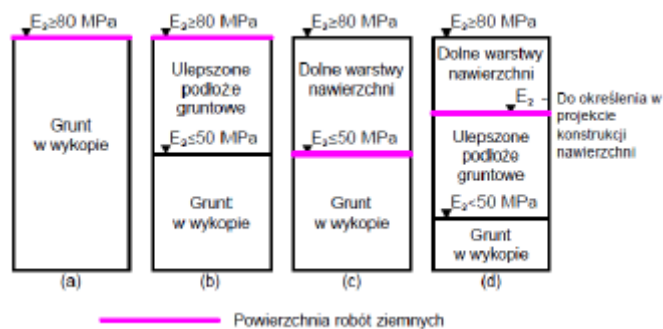 E₂≥80 MPa
Grunt
w wykopie
(a)
E₂≥80 MPa
Ulepszone
podłoże
gruntowe
E₂≤50 MPa
Grunt
w wykopie
(b)
E₂≥80 MPa
Dolne warstwy
nawierzchni
E₂≤50 MPa
Grunt
w wykopie
(c)
E₂≥80 MPa
Dolne warstwy
nawierzchni
E₂
Ulepszone
podłoże
gruntowe
E₂<50 MPa
Grunt
w wykopie
(d)
Do określenia w
projekcie
konstrukcji
nawierzchni
Powierzchnia robót ziemnych